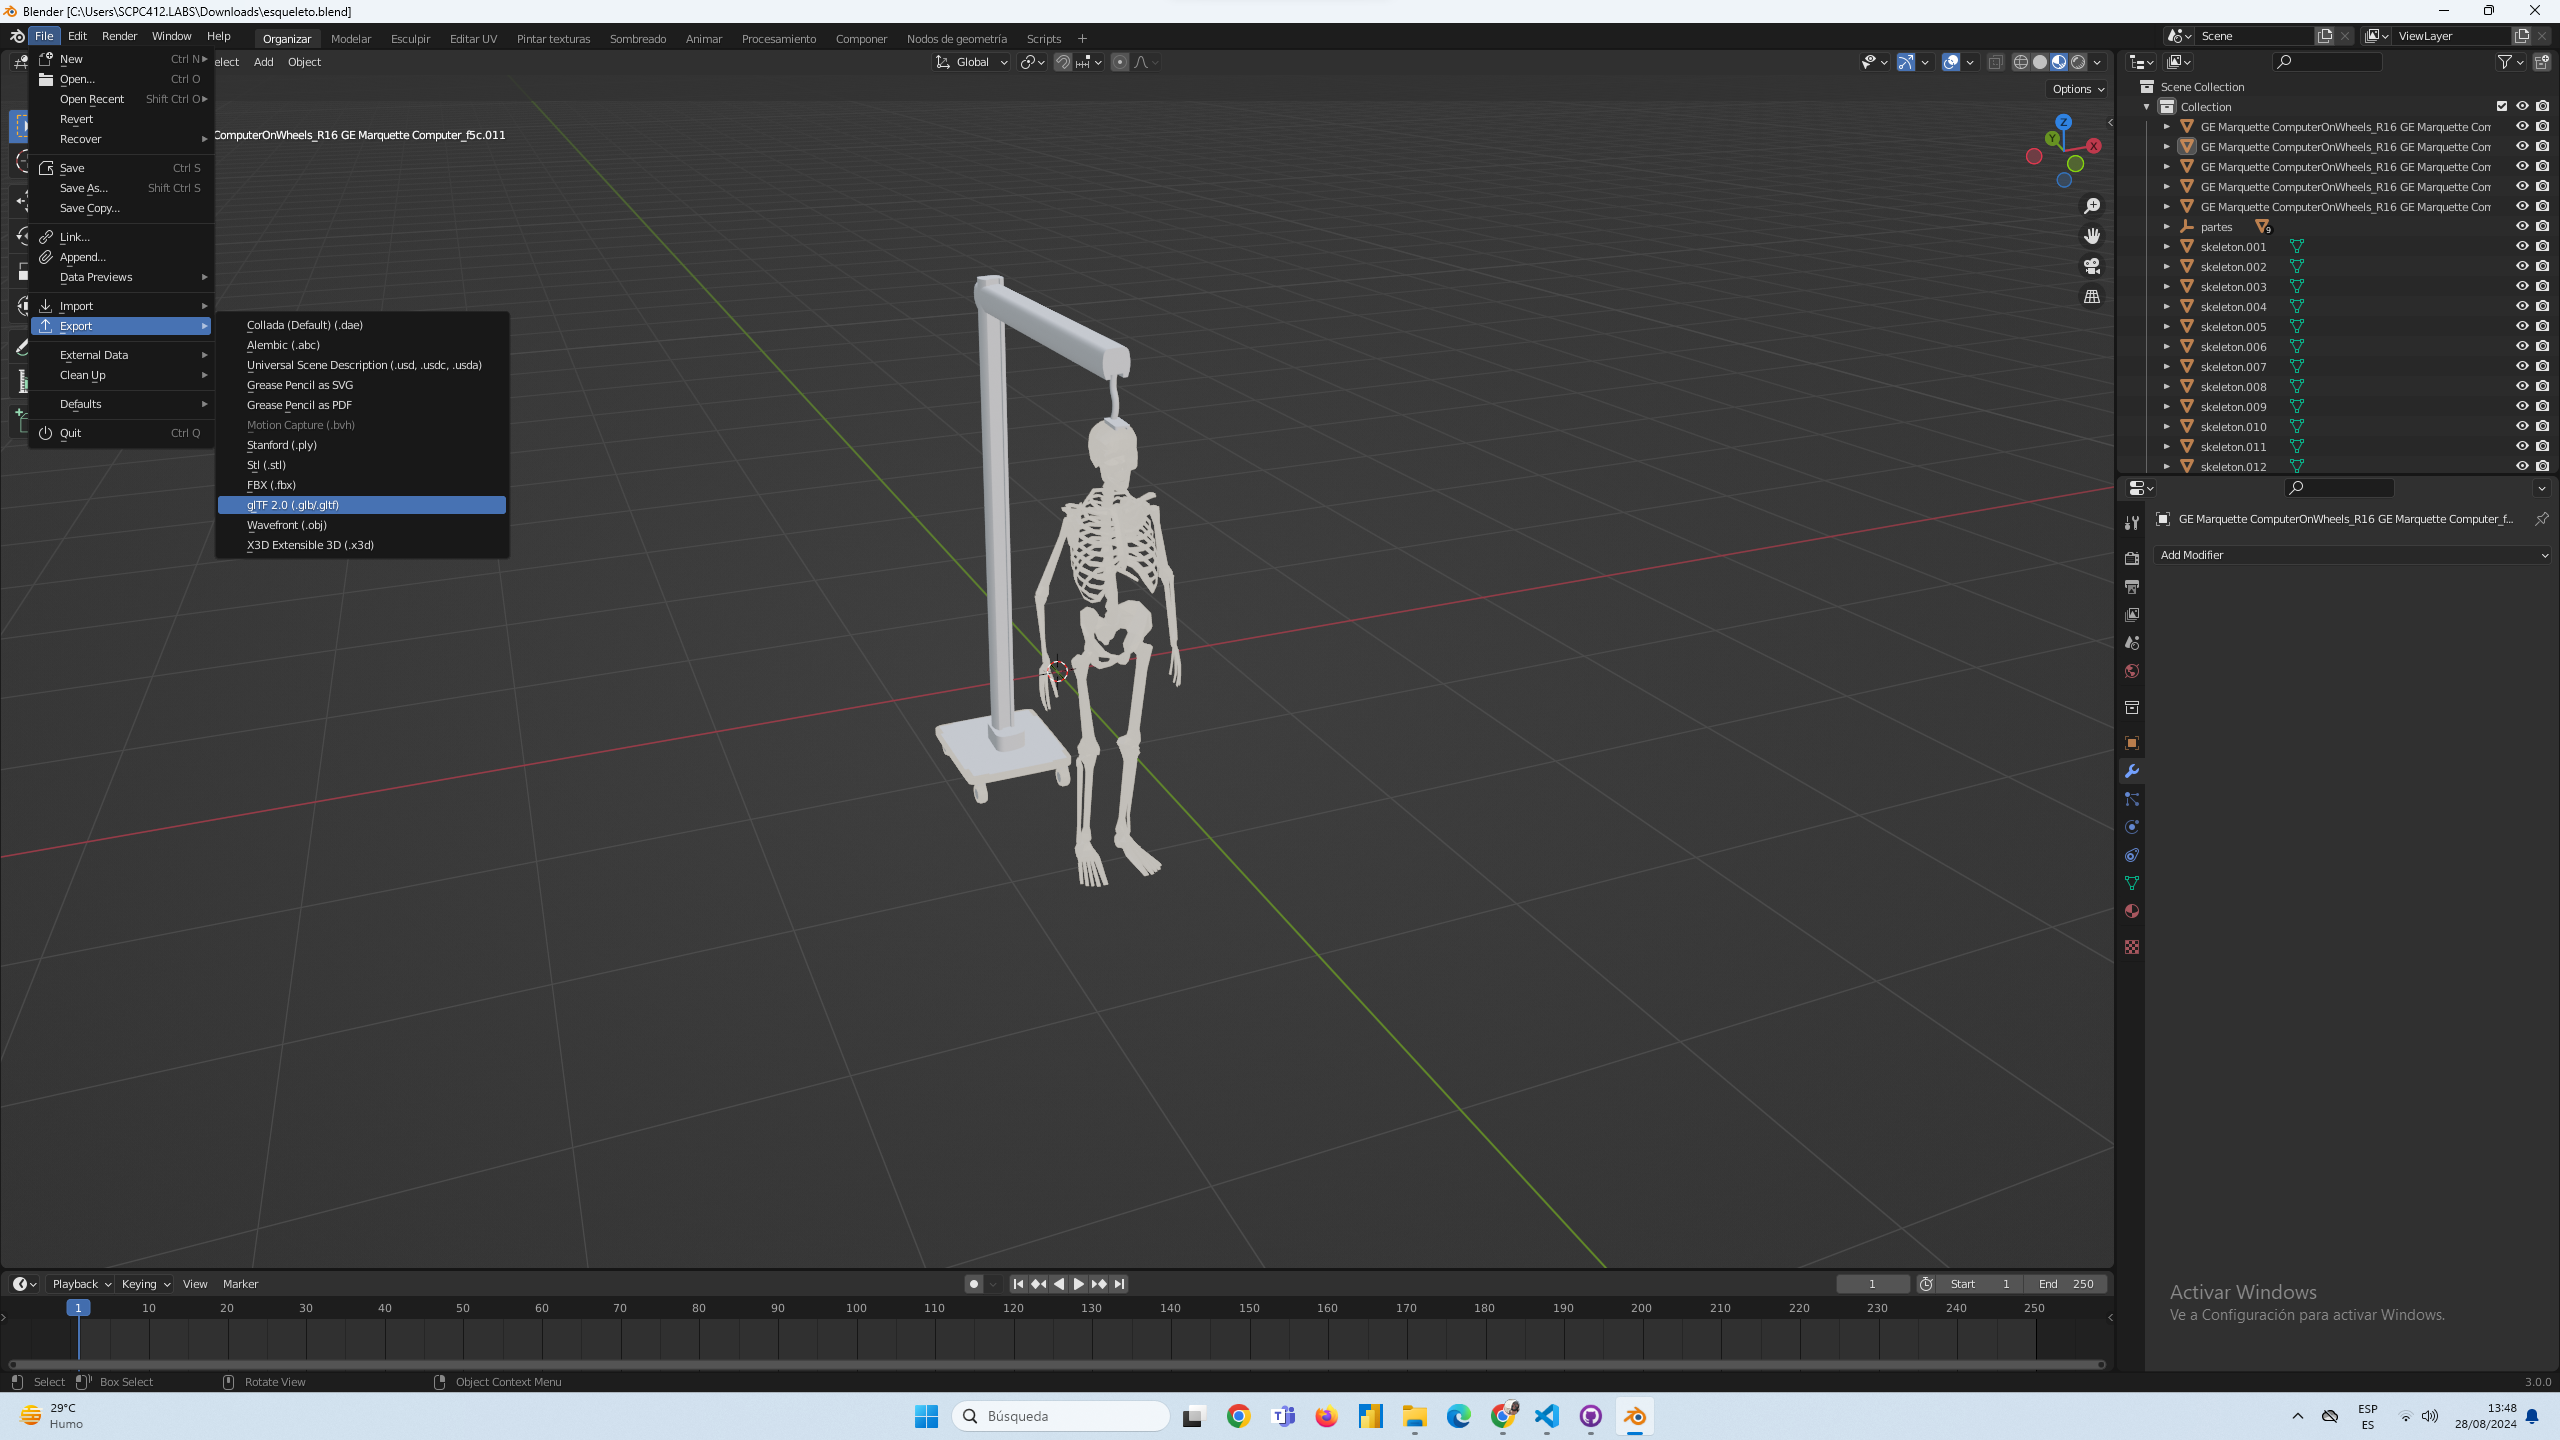 Blender [C:\Users\SCPC412.LABS\Downloads\esqueleto.blend]
File Edit Render Window Help Organizar Modelar Esculpir Editar UV Pintar texturas Sombreado Animar Procesamiento Componer Nodos de geometría Scripts + Scene ViewLayer
New Ctrl N
Open... Ctrl O
Open Recent Shift Ctrl O
Revert
Recover
Save Ctrl S
Save As... Shift Ctrl S
Save Copy...
Link...
Append...
Data Previews
Import
Export
External Data
Clean Up
Defaults
Quit Ctrl Q
Collada (Default) (.dae)
Alembic (.abc)
Universal Scene Description (.usd, .usdc, .usda)
Grease Pencil as SVG
Grease Pencil as PDF
Motion Capture (.bvh)
Stanford (.ply)
Stl (.stl)
FBX (.fbx)
glTF 2.0 (.glb/.gltf)
Wavefront (.obj)
X3D Extensible 3D (.x3d)
elect Add Object Global
Options
ComputerOnWheels_R16 GE Marquette Computer_f5c.011
Z
Y
X
Scene Collection
Collection
GE Marquette ComputerOnWheels_R16 GE Marquette Com
GE Marquette ComputerOnWheels_R16 GE Marquette Com
GE Marquette ComputerOnWheels_R16 GE Marquette Com
GE Marquette ComputerOnWheels_R16 GE Marquette Com
GE Marquette ComputerOnWheels_R16 GE Marquette Com
partes 9
skeleton.001
skeleton.002
skeleton.003
skeleton.004
skeleton.005
skeleton.006
skeleton.007
skeleton.008
skeleton.009
skeleton.010
skeleton.011
skeleton.012
GE Marquette ComputerOnWheels_R16 GE Marquette Computer_f...
Add Modifier
Activar Windows
Ve a Configuración para activar Windows.
Playback Keying View Marker 1 Start 1 End 250
1 10 20 30 40 50 60 70 80 90 100 110 120 130 140 150 160 170 180 190 200 210 220 230 240 250
Select Box Select Rotate View Object Context Menu 3.0.0
29°C
Humo
Búsqueda
ESP
ES
13:48
28/08/2024